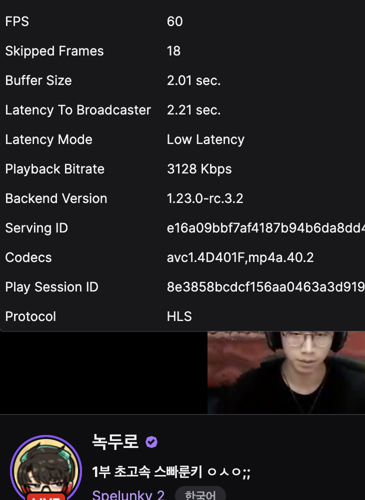 FPS 60
Skipped Frames 18
Buffer Size 2.01 sec.
Latency To Broadcaster 2.21 sec.
Latency Mode Low Latency
Playback Bitrate 3128 Kbps
Backend Version 1.23.0-rc.3.2
Serving ID e16a09bbf7af4187b94b6da8dd4
Codecs avc1.4D401F,mp4a.40.2
Play Session ID 8e3858bcdcf156aa0463a3d919
Protocol HLS
녹두로
1부 초고속 스빠룬키 ㅇㅅㅇ;;
Spelunky 2 한국어